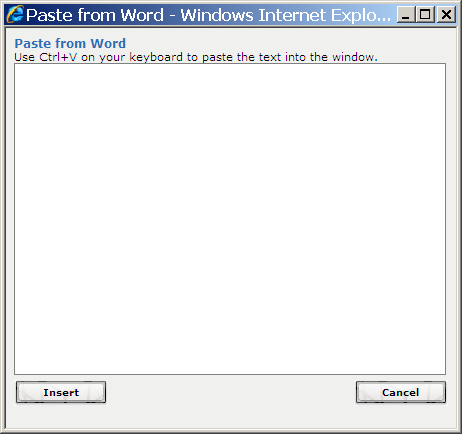 Paste from Word - Windows Internet Explo...
Paste from Word
Use Ctrl+V on your keyboard to paste the text into the window.
Insert
Cancel